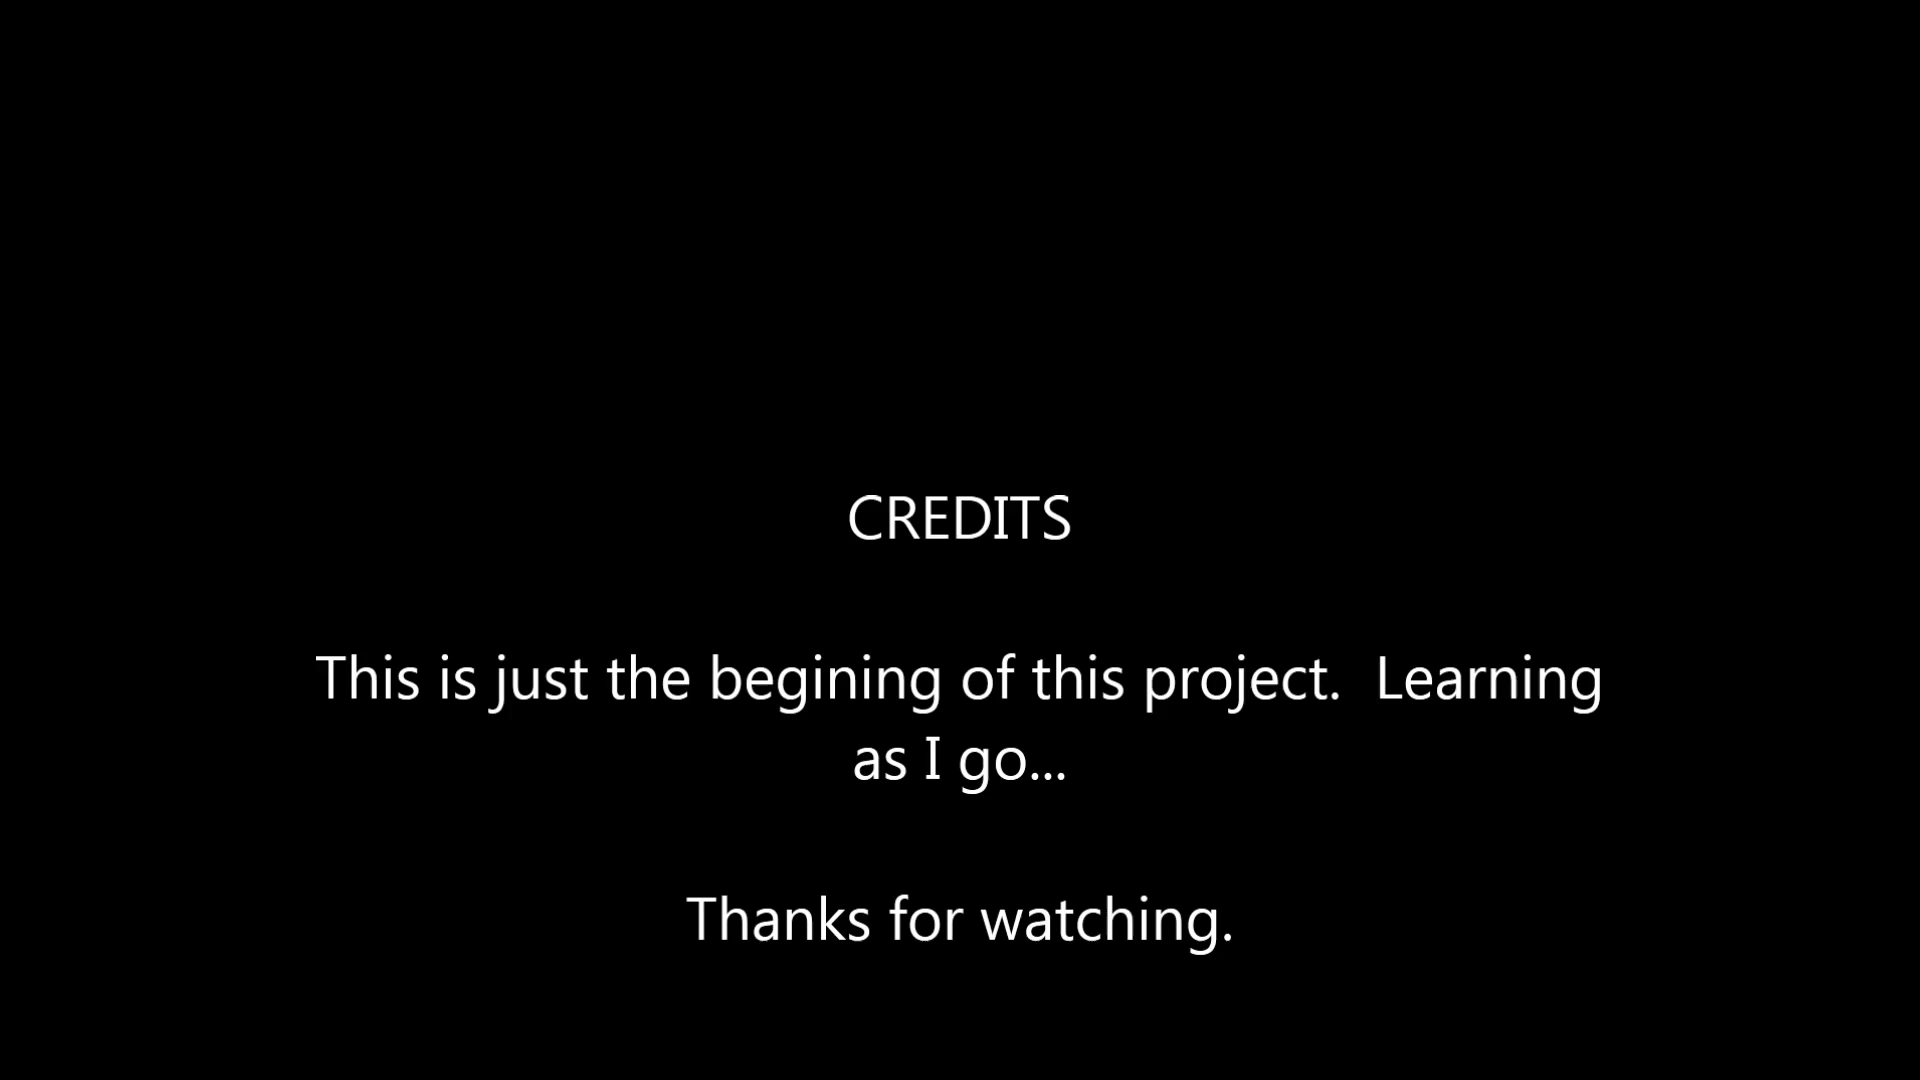 CREDITS
This is just the begining of this project.  Learning
as I go...
Thanks for watching.